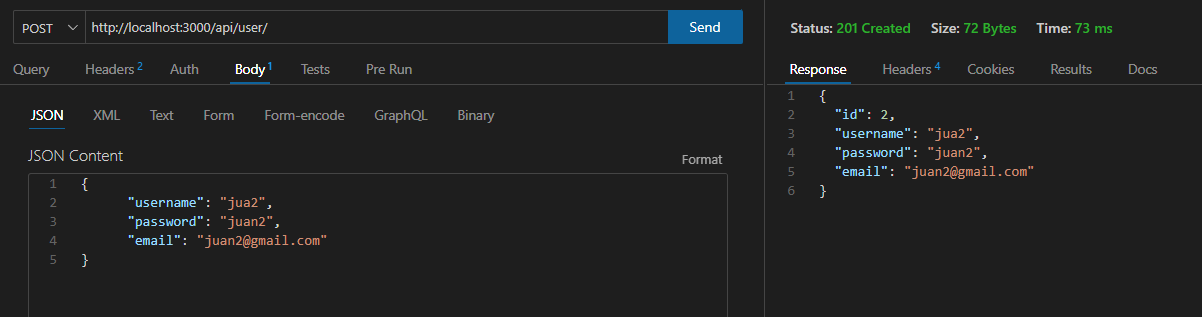 POST http://localhost:3000/api/user/ Send
Query Headers 2 Auth Body 1 Tests Pre Run
JSON XML Text Form Form-encode GraphQL Binary
JSON Content Format
1 {
2 "username": "jua2",
3 "password": "juan2",
4 "email": "juan2@gmail.com"
5 }
Status: 201 Created Size: 72 Bytes Time: 73 ms
Response Headers 4 Cookies Results Docs
1 {
2 "id": 2,
3 "username": "jua2",
4 "password": "juan2",
5 "email": "juan2@gmail.com"
6 }